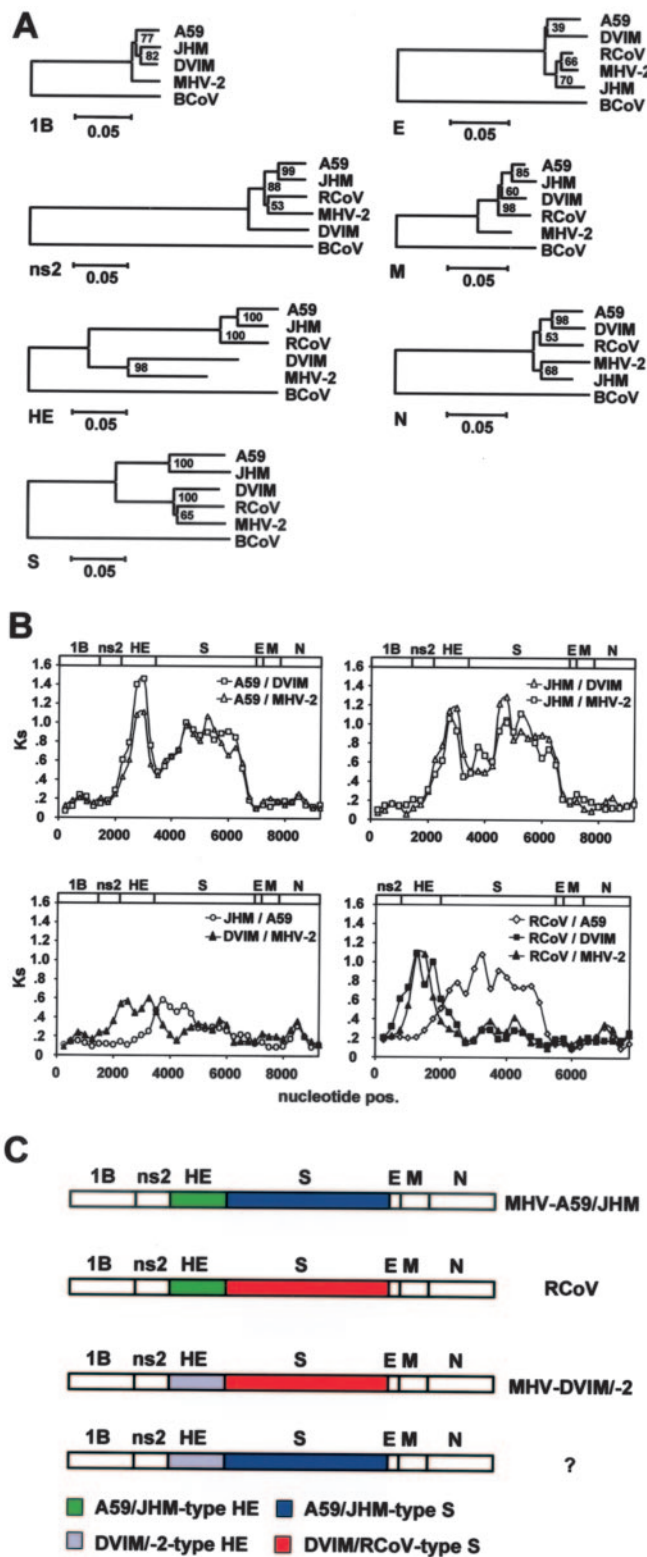 A
77
82
A59
JHM
DVIM
MHV-2
BCoV
1B
0.05
39
66
70
A59
DVIM
RCoV
MHV-2
JHM
BCoV
E
0.05
99
88
53
A59
JHM
RCoV
MHV-2
DVIM
BCoV
ns2
0.05
85
60
98
A59
JHM
DVIM
RCoV
MHV-2
BCoV
M
0.05
100
100
98
A59
JHM
RCoV
DVIM
MHV-2
BCoV
HE
0.05
98
53
68
A59
DVIM
RCoV
MHV-2
JHM
BCoV
N
0.05
100
100
65
A59
JHM
DVIM
RCoV
MHV-2
BCoV
S
0.05
B
1B ns2 HE S E M N
1.6
1.4
1.2
1.0
.8
.6
.4
.2
0
Ks
A59 / DVIM
A59 / MHV-2
0 2000 4000 6000 8000
1B ns2 HE S E M N
1.6
1.4
1.2
1.0
.8
.6
.4
.2
0
JHM / DVIM
JHM / MHV-2
0 2000 4000 6000 8000
1B ns2 HE S E M N
1.6
1.4
1.2
1.0
.8
.6
.4
.2
0
Ks
JHM / A59
DVIM / MHV-2
0 2000 4000 6000 8000
ns2 HE S E M N
1.6
1.4
1.2
1.0
.8
.6
.4
.2
0
RCoV / A59
RCoV / DVIM
RCoV / MHV-2
0 2000 4000 6000
nucleotide pos.
C
1B ns2 HE S E M N
MHV-A59/JHM
1B ns2 HE S E M N
RCoV
1B ns2 HE S E M N
MHV-DVIM/-2
1B ns2 HE S E M N
?
A59/JHM-type HE
A59/JHM-type S
DVIM/-2-type HE
DVIM/RCoV-type S